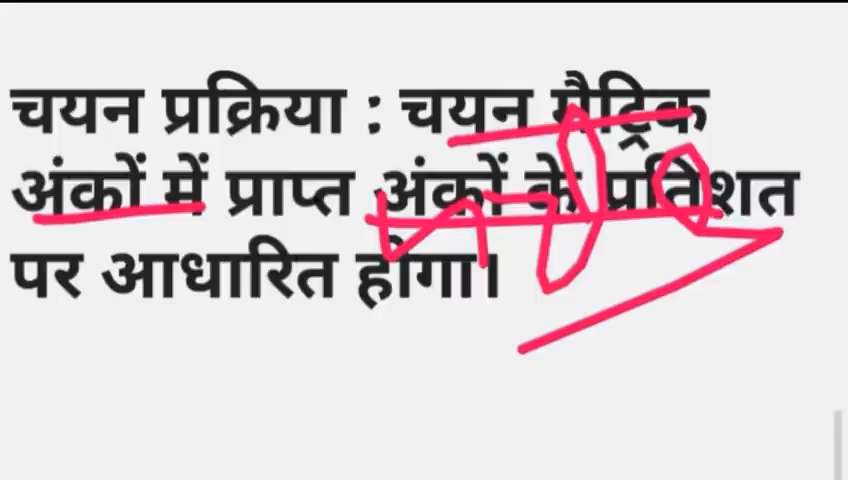 चयन प्रक्रिया : चयन मैट्रिक
अंकों में प्राप्त अंकों के प्रतिशत
पर आधारित होगा।